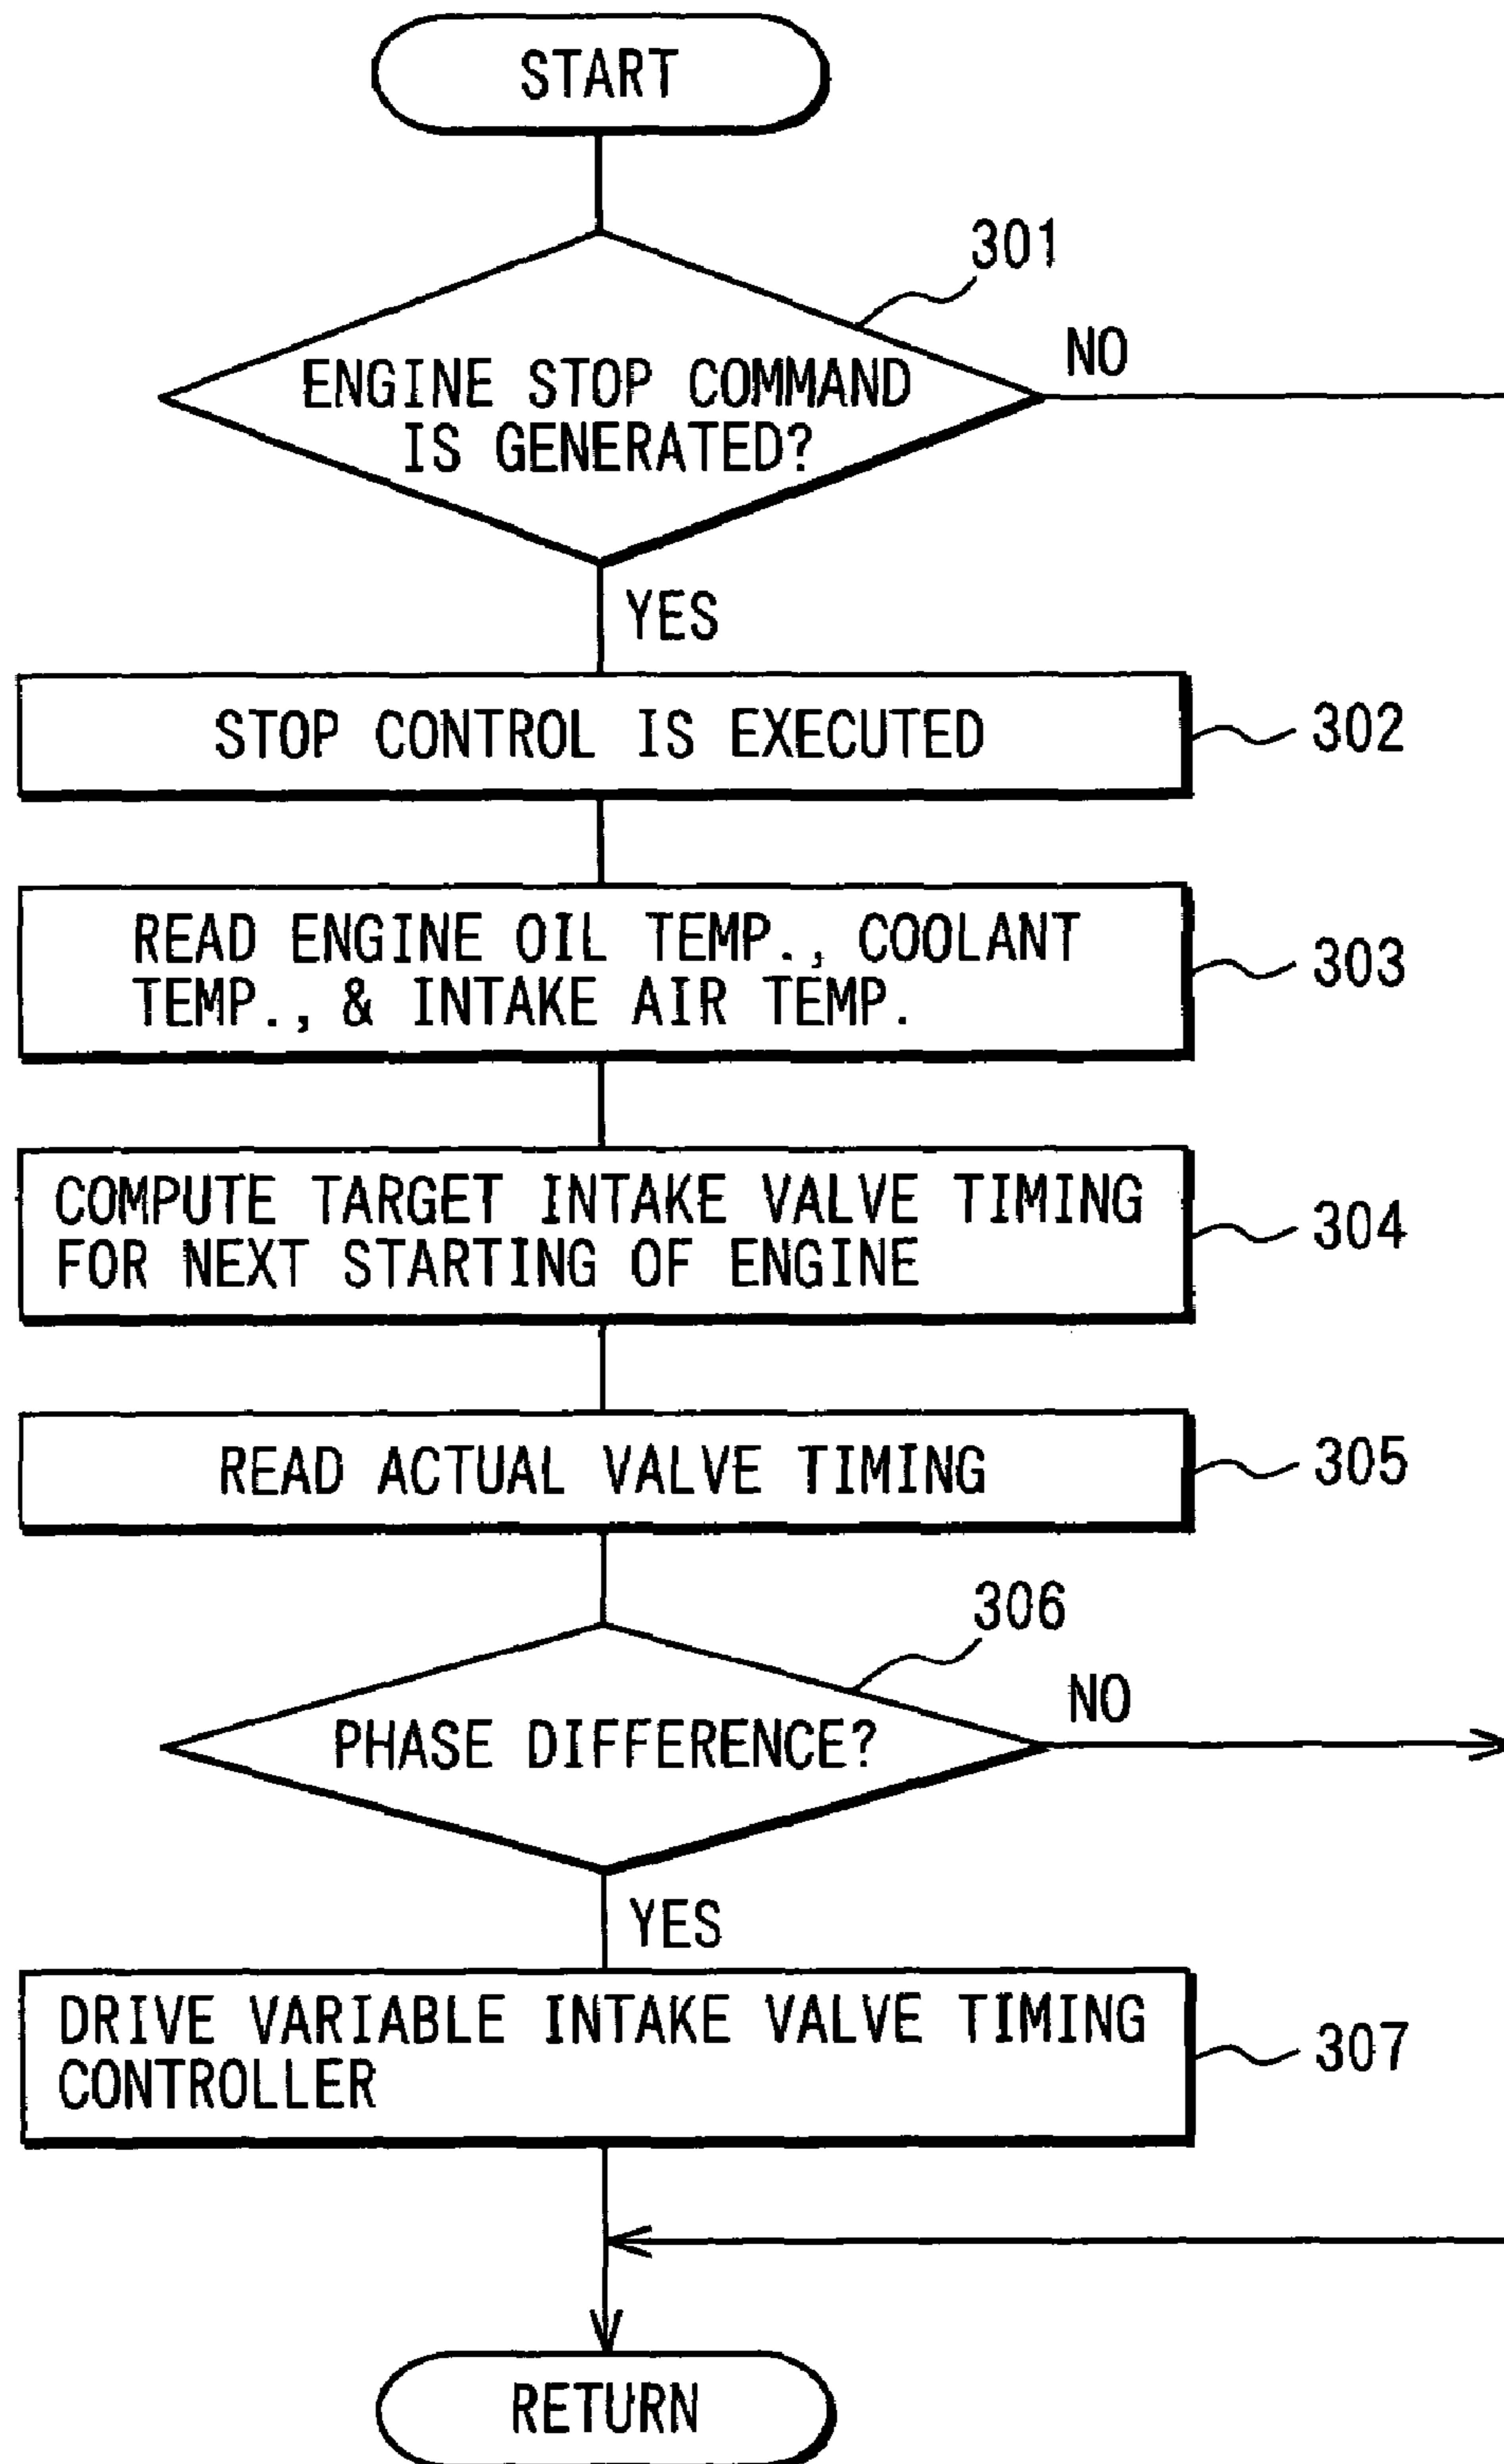 START
301
NO
ENGINE STOP COMMAND
IS GENERATED?
YES
STOP CONTROL IS EXECUTED
302
READ ENGINE OIL TEMP., COOLANT
TEMP., & INTAKE AIR TEMP.
303
COMPUTE TARGET INTAKE VALVE TIMING
FOR NEXT STARTING OF ENGINE
304
READ ACTUAL VALVE TIMING
305
306
NO
PHASE DIFFERENCE?
YES
DRIVE VARIABLE INTAKE VALVE TIMING
CONTROLLER
307
RETURN